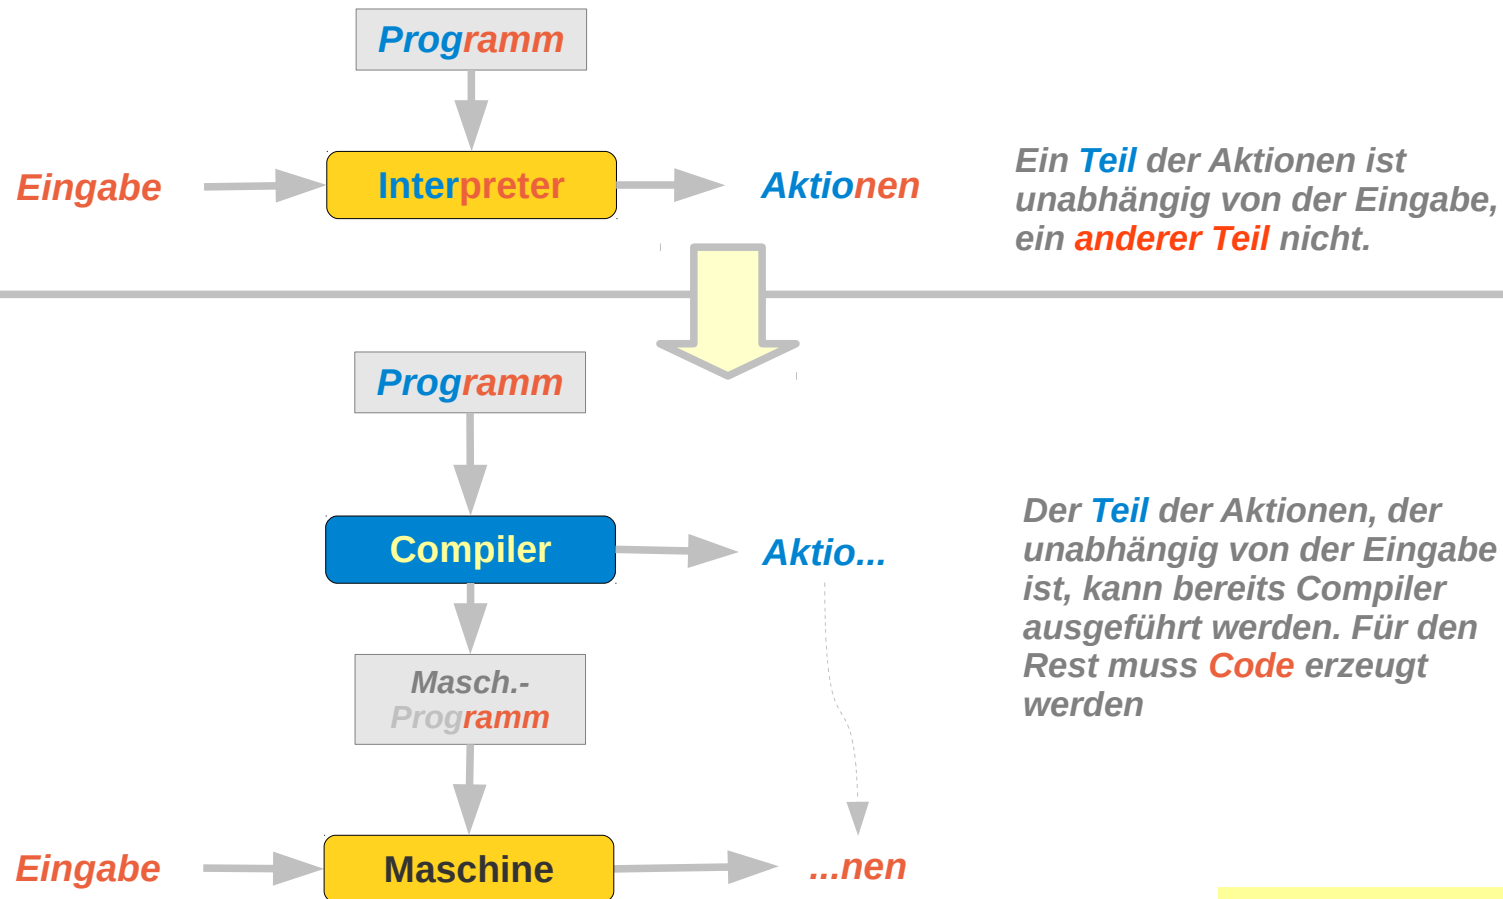 Programm
Eingabe
Interpreter
Aktionen
Ein Teil der Aktionen ist
unabhängig von der Eingabe,
ein anderer Teil nicht.
Programm
Compiler
Aktio...
Der Teil der Aktionen, der
unabhängig von der Eingabe
ist, kann bereits Compiler
ausgeführt werden. Für den
Rest muss Code erzeugt
werden
Masch.-
Programm
Eingabe
Maschine
...nen